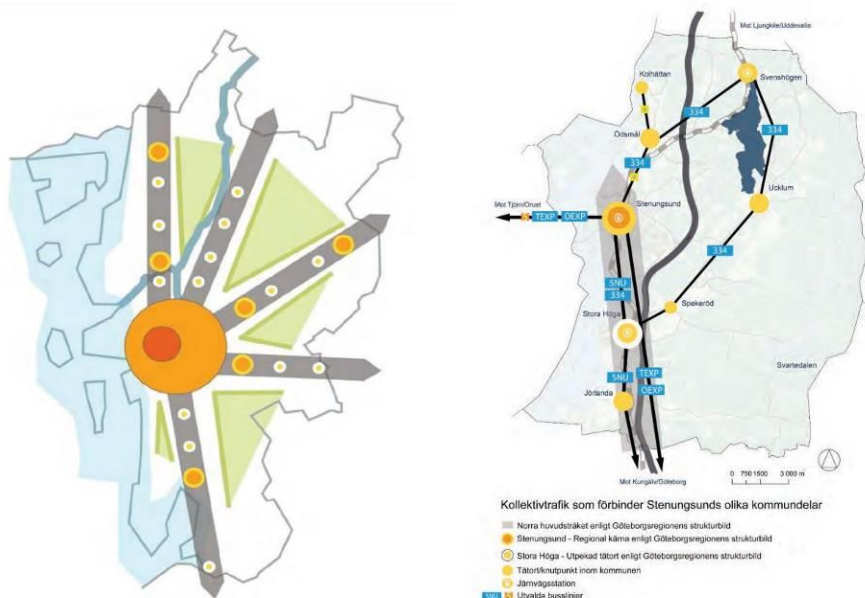 Mot Ljungkile/Uddevalla
Svenshögen
Kolhättan
334
334
Ödsmål
334
Ucklum
Mot Tjörn/Orust
Stenungsund
TEXP OEXP
334
SNU
334
Stora Höga
Spekeröd
Svartedalen
SNU
TEXP
OEXP
Jörlanda
0 750 1500 3 000 m
Mot Kungälv/Göteborg
Kollektivtrafik som förbinder Stenungsunds olika kommundelar
Norra huvudstråket enligt Göteborgsregionens strukturbild
Stenungsund - Regional kärna enligt Göteborgsregionens strukturbild
Stora Höga - Utpekad tätort enligt Göteborgsregionens strukturbild
Tätort/knutpunkt inom kommunen
Järnvägsstation
SNU Utvalda busslinjer